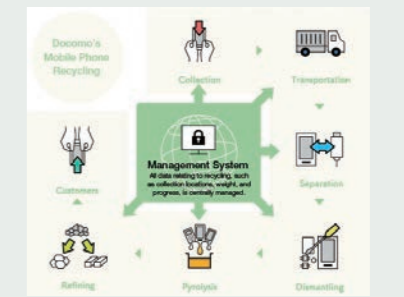 Docomo's
Mobile Phone
Recycling
Collection
Transportation
Management System
All data relating to recycling, such
as collection locations, weight, and
progress, is centrally managed.
Customers
Separation
Refining
Pyrolysis
Dismantling